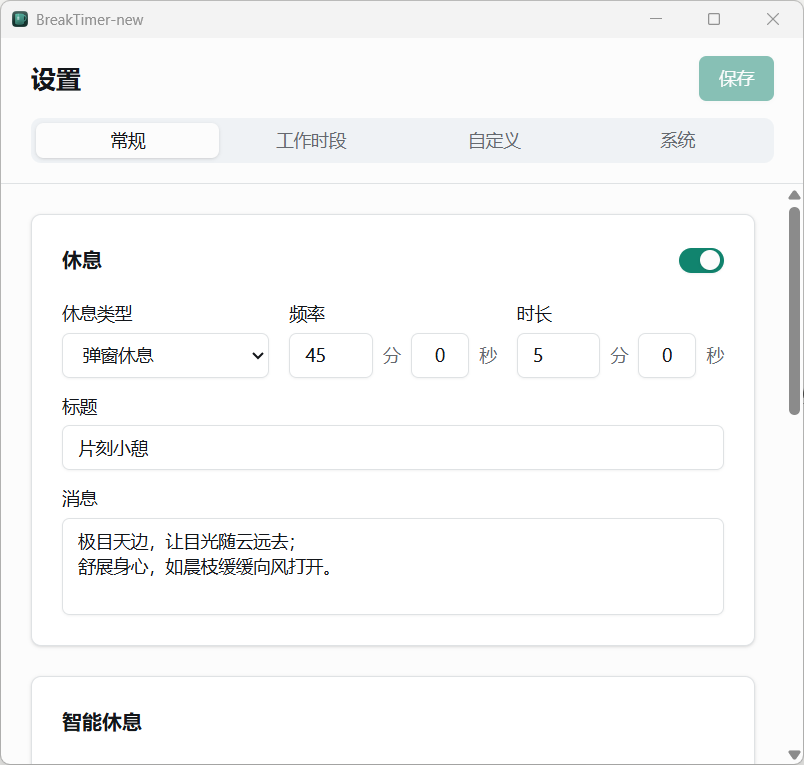 BreakTimer-new
设置
保存
常规 工作时段 自定义 系统
休息
休息类型 频率 时长
弹窗休息 45 分 0 秒 5 分 0 秒
标题
片刻小憩
消息
极目天边，让目光随云远去；
舒展身心，如晨枝缓缓向风打开。
智能休息